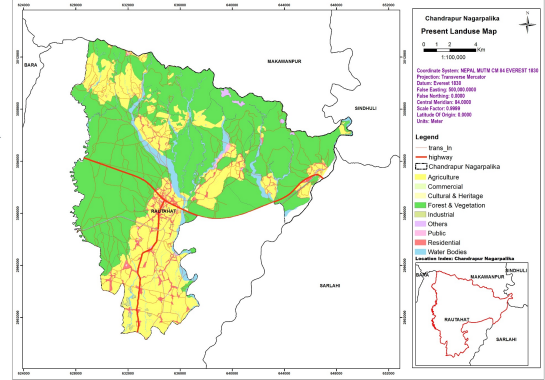 Chandrapur Nagarpalika
Present Landuse Map
N
0 1 2 4
Km
1:100,000
Coordinate System: NEPAL MUTM CM 84 EVEREST 1830
Projection: Transverse Mercator
Datum: Everest 1830
False Easting: 500,000.0000
False Northing: 0.0000
Central Meridian: 84.0000
Scale Factor: 0.9999
Latitude Of Origin: 0.0000
Units: Meter
Legend
trans_ln
highway
Chandrapur Nagarpalika
Agriculture
Commercial
Cultural & Heritage
Forest & Vegetation
Industrial
Others
Public
Residential
Water Bodies
Location Index: Chandrapur Nagarpalika
BARA
MAKAWANPUR
SINDHULI
RAUTAHAT
SARLAHI
BARA
MAKAWANPUR
SINDHULI
RAUTAHAT
SARLAHI